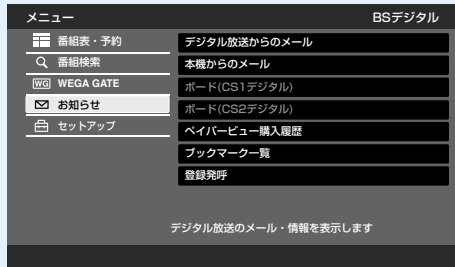 メニュー BSデジタル
番組表・予約
番組検索
WG WEGA GATE
お知らせ
セットアップ
デジタル放送からのメール
本機からのメール
ボード(CS1デジタル)
ボード(CS2デジタル)
ペイパービュー購入履歴
ブックマーク一覧
登録発呼
デジタル放送のメール・情報を表示します